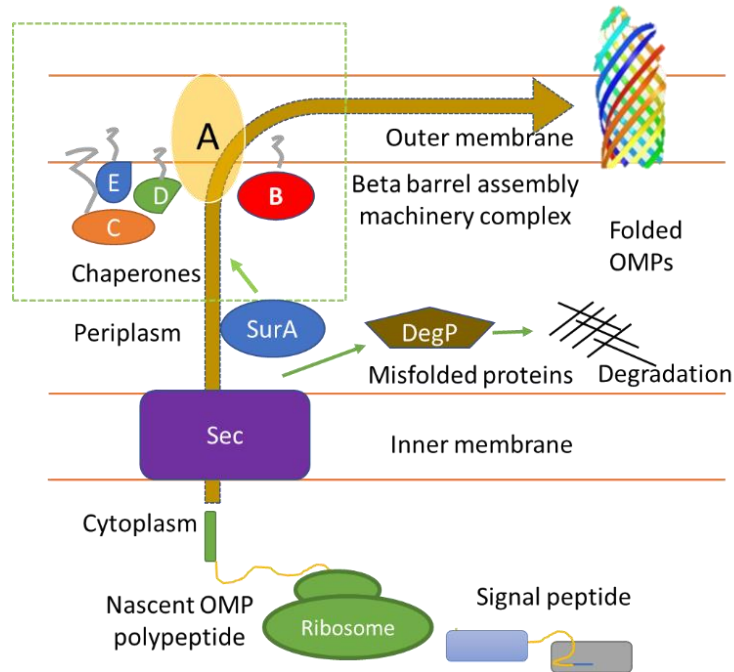 A
Outer membrane
E
D
B
C
Beta barrel assembly
machinery complex
Folded
OMPs
Chaperones
Periplasm
SurA
DegP
Misfolded proteins
Degradation
Sec
Inner membrane
Cytoplasm
Nascent OMP
polypeptide
Ribosome
Signal peptide